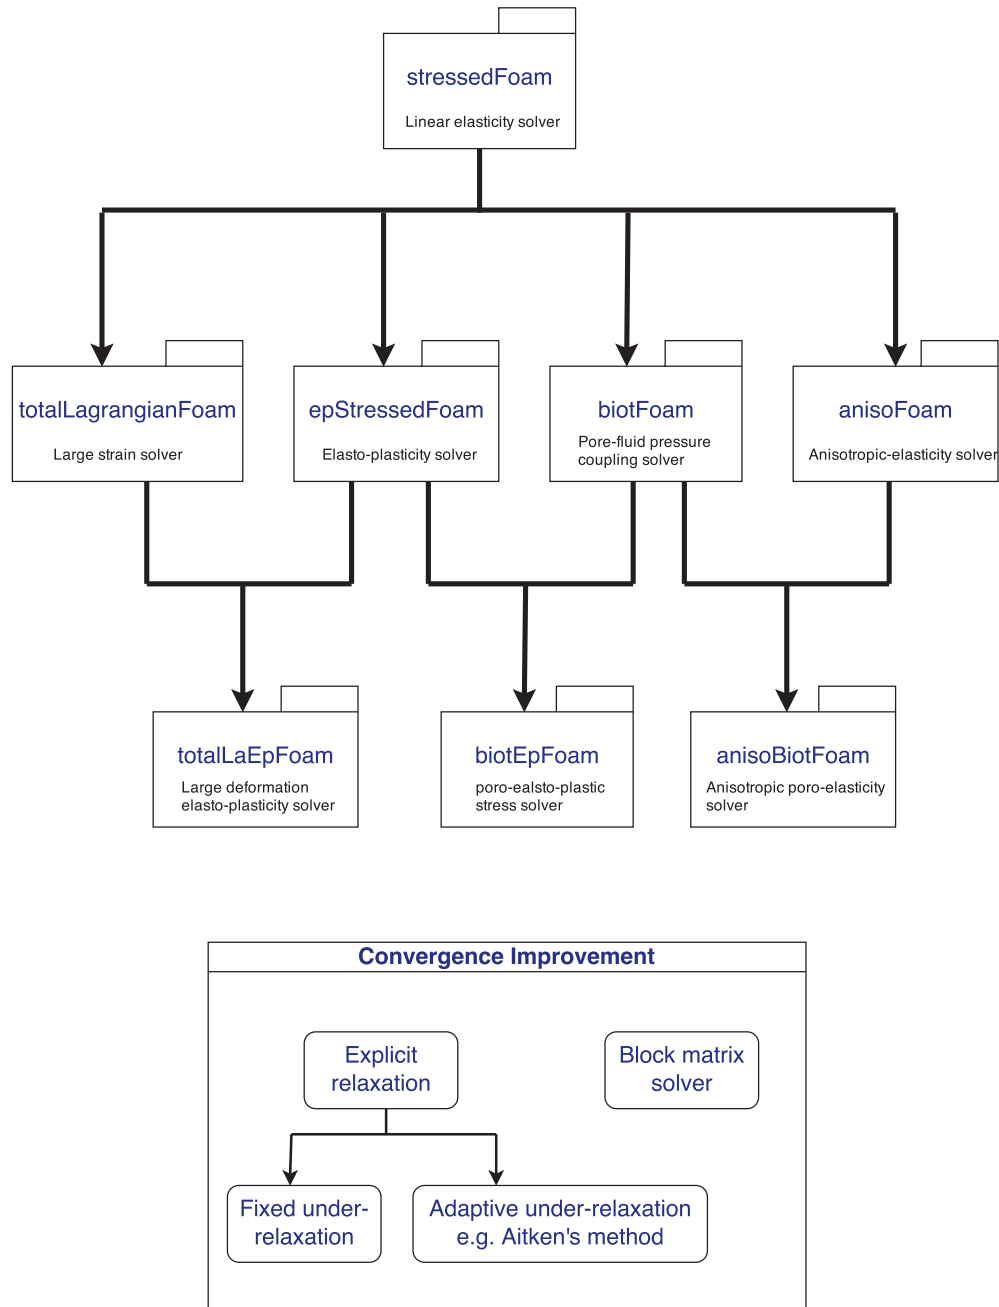 stressedFoam
Linear elasticity solver
totalLagrangianFoam
Large strain solver
epStressedFoam
Elasto-plasticity solver
biotFoam
Pore-fluid pressure
coupling solver
anisoFoam
Anisotropic-elasticity solver
totalLaEpFoam
Large deformation
elasto-plasticity solver
biotEpFoam
poro-ealsto-plastic
stress solver
anisoBiotFoam
Anisotropic poro-elasticity
solver
Convergence Improvement
Explicit
relaxation
Block matrix
solver
Fixed under-
relaxation
Adaptive under-relaxation
e.g. Aitken's method